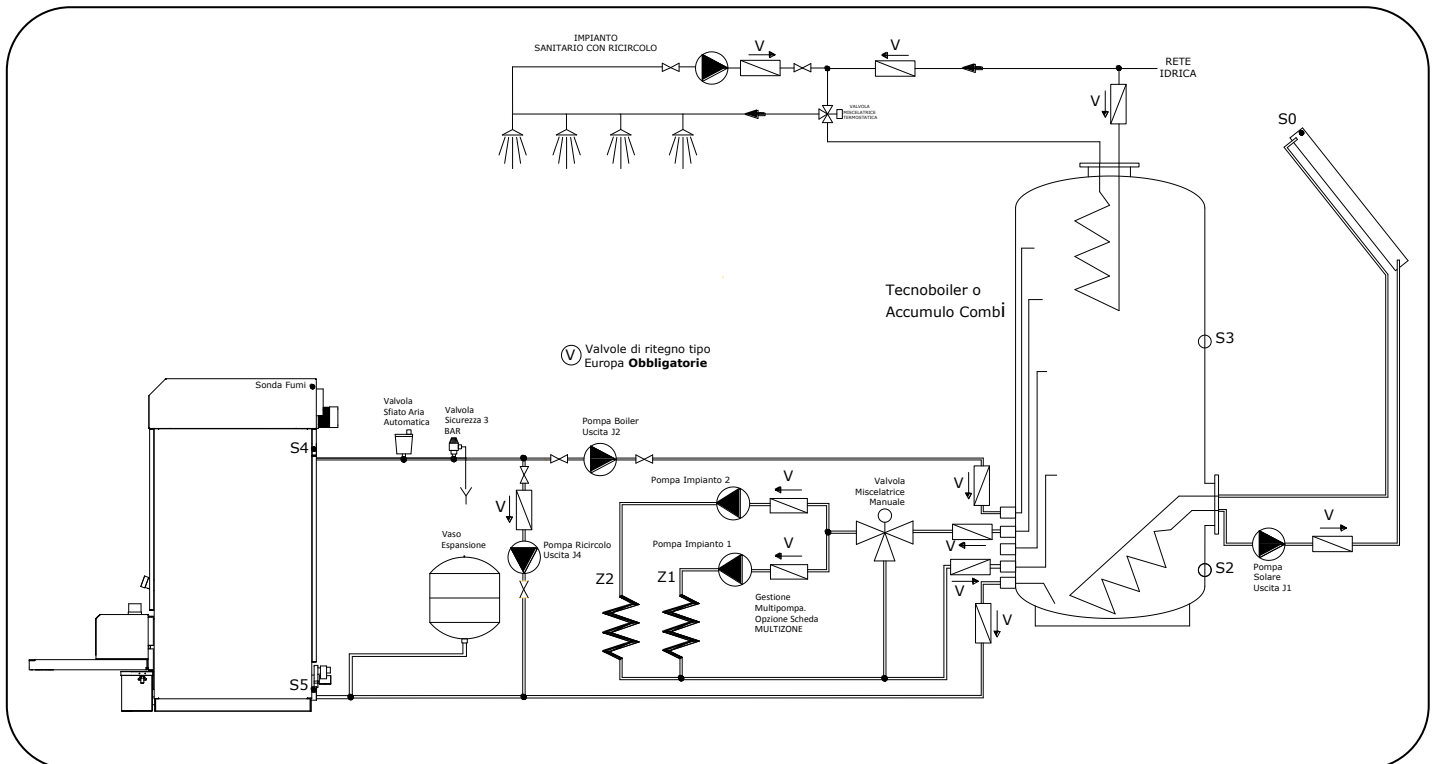 IMPIANTO
SANITARIO CON RICIRCOLO
V
V
RETE
IDRICA
V
VALVOLA
MISCELATRICE
TERMOSTATICA
S0
Tecnoboiler o
Accumulo Combi
S3
V Valvole di ritegno tipo
Europa Obbligatorie
Sonda Fumi
Valvola
Sfiato Aria
Automatica
Valvola
Sicurezza 3
BAR
S4
Pompa Boiler
Uscita J2
V
Pompa Impianto 2
V
Valvola
Miscelatrice
Manuale
V
V
Vaso
Espansione
Pompa Ricircolo
Uscita J4
Pompa Impianto 1
V
V
Pompa
Solare
Uscita J1
S2
Z2
Z1
V
Gestione
Multipompa.
Opzione Scheda
MULTIZONE
V
S5